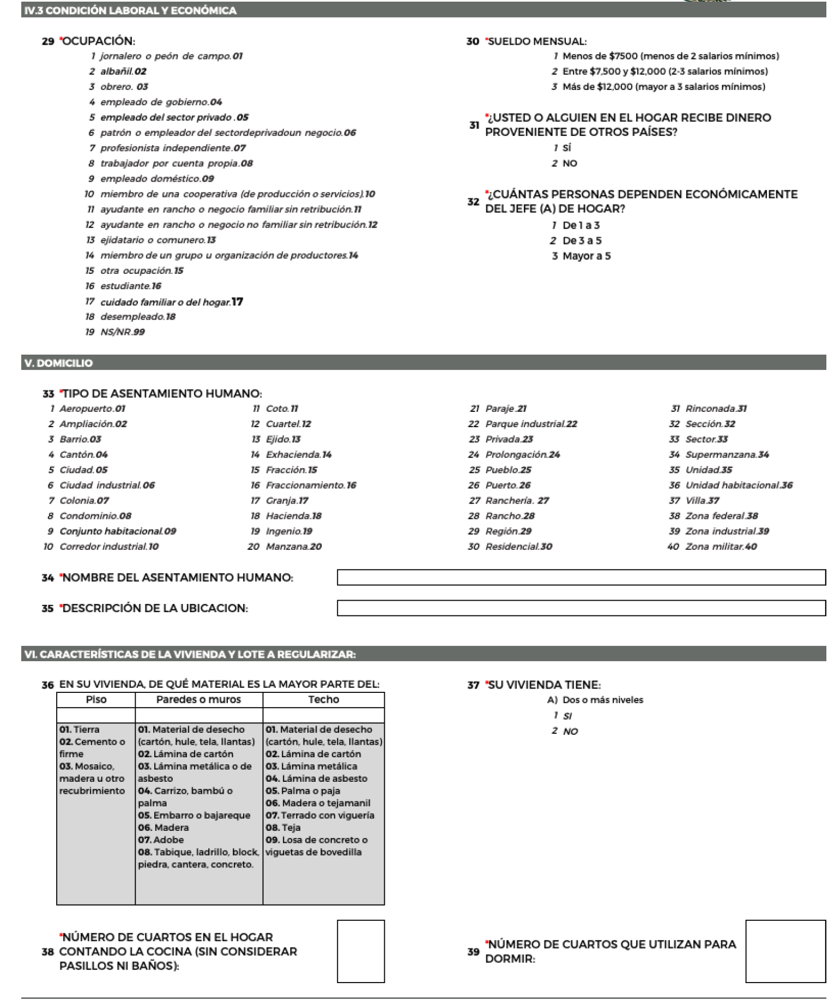 IV.3 CONDICIÓN LABORAL Y ECONÓMICA
29 *OCUPACIÓN:
1 jornalero o peón de campo.01
2 albañil.02
3 obrero. 03
4 empleado de gobierno.04
5 empleado del sector privado .05
6 patrón o empleador del sectordeprivadoun negocio.06
7 profesionista independiente.07
8 trabajador por cuenta propia.08
9 empleado doméstico.09
10 miembro de una cooperativa (de producción o servicios).10
11 ayudante en rancho o negocio familiar sin retribución.11
12 ayudante en rancho o negocio no familiar sin retribución.12
13 ejidatario o comunero.13
14 miembro de un grupo u organización de productores.14
15 otra ocupación.15
16 estudiante.16
17 cuidado familiar o del hogar.17
18 desempleado.18
19 NS/NR.99
30 *SUELDO MENSUAL:
1 Menos de $7500 (menos de 2 salarios mínimos)
2 Entre $7,500 y $12,000 (2-3 salarios mínimos)
3 Más de $12,000 (mayor a 3 salarios mínimos)
31 *¿USTED O ALGUIEN EN EL HOGAR RECIBE DINERO
PROVENIENTE DE OTROS PAÍSES?
1 SÍ
2 NO
32 *¿CUÁNTAS PERSONAS DEPENDEN ECONÓMICAMENTE
DEL JEFE (A) DE HOGAR?
1 De 1 a 3
2 De 3 a 5
3 Mayor a 5
V. DOMICILIO
33 *TIPO DE ASENTAMIENTO HUMANO:
1 Aeropuerto.01
2 Ampliación.02
3 Barrio.03
4 Cantón.04
5 Ciudad.05
6 Ciudad industrial.06
7 Colonia.07
8 Condominio.08
9 Conjunto habitacional.09
10 Corredor industrial.10
11 Coto.11
12 Cuartel.12
13 Ejido.13
14 Exhacienda.14
15 Fracción.15
16 Fraccionamiento.16
17 Granja.17
18 Hacienda.18
19 Ingenio.19
20 Manzana.20
21 Paraje.21
22 Parque industrial.22
23 Privada.23
24 Prolongación.24
25 Pueblo.25
26 Puerto.26
27 Ranchería. 27
28 Rancho.28
29 Región.29
30 Residencial.30
31 Rinconada.31
32 Sección.32
33 Sector.33
34 Supermanzana.34
35 Unidad.35
36 Unidad habitacional.36
37 Villa.37
38 Zona federal.38
39 Zona industrial.39
40 Zona militar.40
34 *NOMBRE DEL ASENTAMIENTO HUMANO:
35 *DESCRIPCIÓN DE LA UBICACION:
VI. CARACTERÍSTICAS DE LA VIVIENDA Y LOTE A REGULARIZAR:
36 EN SU VIVIENDA, DE QUÉ MATERIAL ES LA MAYOR PARTE DEL:
Piso
01. Tierra
02. Cemento o
firme
03. Mosaico,
madera u otro
recubrimiento
Paredes o muros
01. Material de desecho
(cartón, hule, tela, llantas)
02. Lámina de cartón
03. Lámina metálica o de
asbesto
04. Carrizo, bambú o
palma
05. Embarro o bajareque
06. Madera
07. Adobe
08. Tabique, ladrillo, block,
piedra, cantera, concreto.
Techo
01. Material de desecho
(cartón, hule, tela, llantas)
02. Lámina de cartón
03. Lámina metálica
04. Lámina de asbesto
05. Palma o paja
06. Madera o tejamanil
07. Terrado con viguería
08. Teja
09. Losa de concreto o
viguetas de bovedilla
37 *SU VIVIENDA TIENE:
A) Dos o más niveles
1 SI
2 NO
38 *NÚMERO DE CUARTOS EN EL HOGAR
CONTANDO LA COCINA (SIN CONSIDERAR
PASILLOS NI BAÑOS):
39 *NÚMERO DE CUARTOS QUE UTILIZAN PARA
DORMIR: